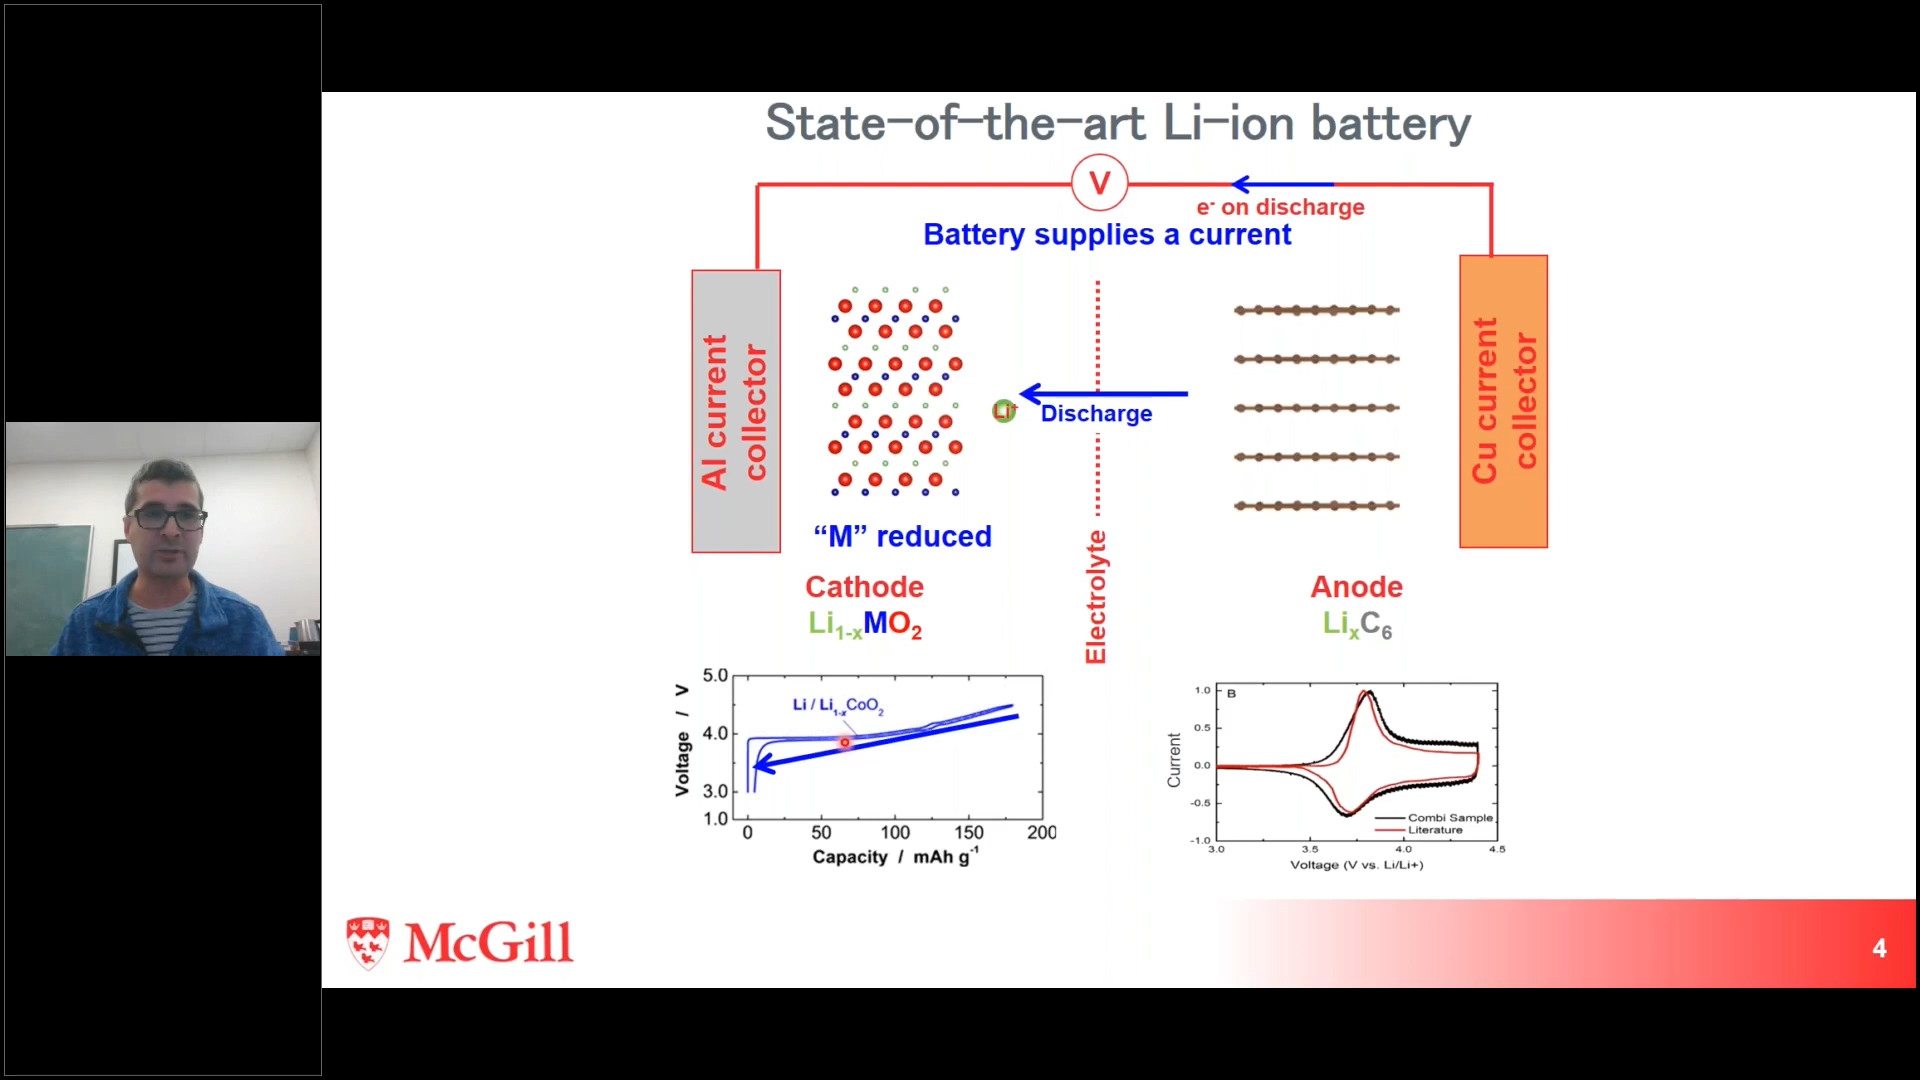 State-of-the-art Li-ion battery
V
e- on discharge
Battery supplies a current
Al current
collector
Li+
Discharge
Cu current
collector
“M” reduced
Electrolyte
Cathode
Li1-xMO2
Anode
LixC6
5.0
4.0
3.0
1.0
Voltage / V
Li / Li1-xCoO2
0 50 100 150 200
Capacity / mAh g-1
B
1.0
0.5
0.0
-0.5
-1.0
Current
Combi Sample
Literature
3.0 3.5 4.0 4.5
Voltage (V vs. Li/Li+)
McGill
4